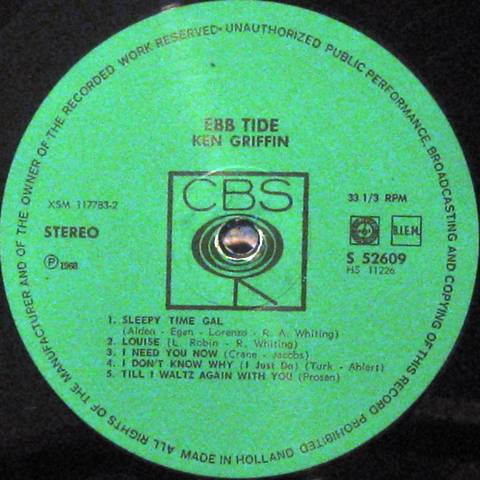 ALL RIGHTS OF THE MANUFACTURER AND OF THE OWNER OF THE RECORDED WORK RESERVED• UNAUTHORIZED PUBLIC PERFORMANCE, BROADCASTING AND COPYING OF THIS RECORD PROHIBITED
EBB TIDE
KEN GRIFFIN
CBS
XSM 117783-2
33 1/3 RPM
STEREO
B.I.E.M.
S 52609
HS 11226
Ⓟ 1968
1. SLEEPY TIME GAL
(Alden - Egen - Lorenzo - R. A. Whiting)
2. LOUISE (L. Robin - R. Whiting)
3. I NEED YOU NOW (Crane - Jacobs)
4. I DON'T KNOW WHY (I Just Do) (Turk - Ahlert)
5. TILL I WALTZ AGAIN WITH YOU (Prosen)
MADE IN HOLLAND